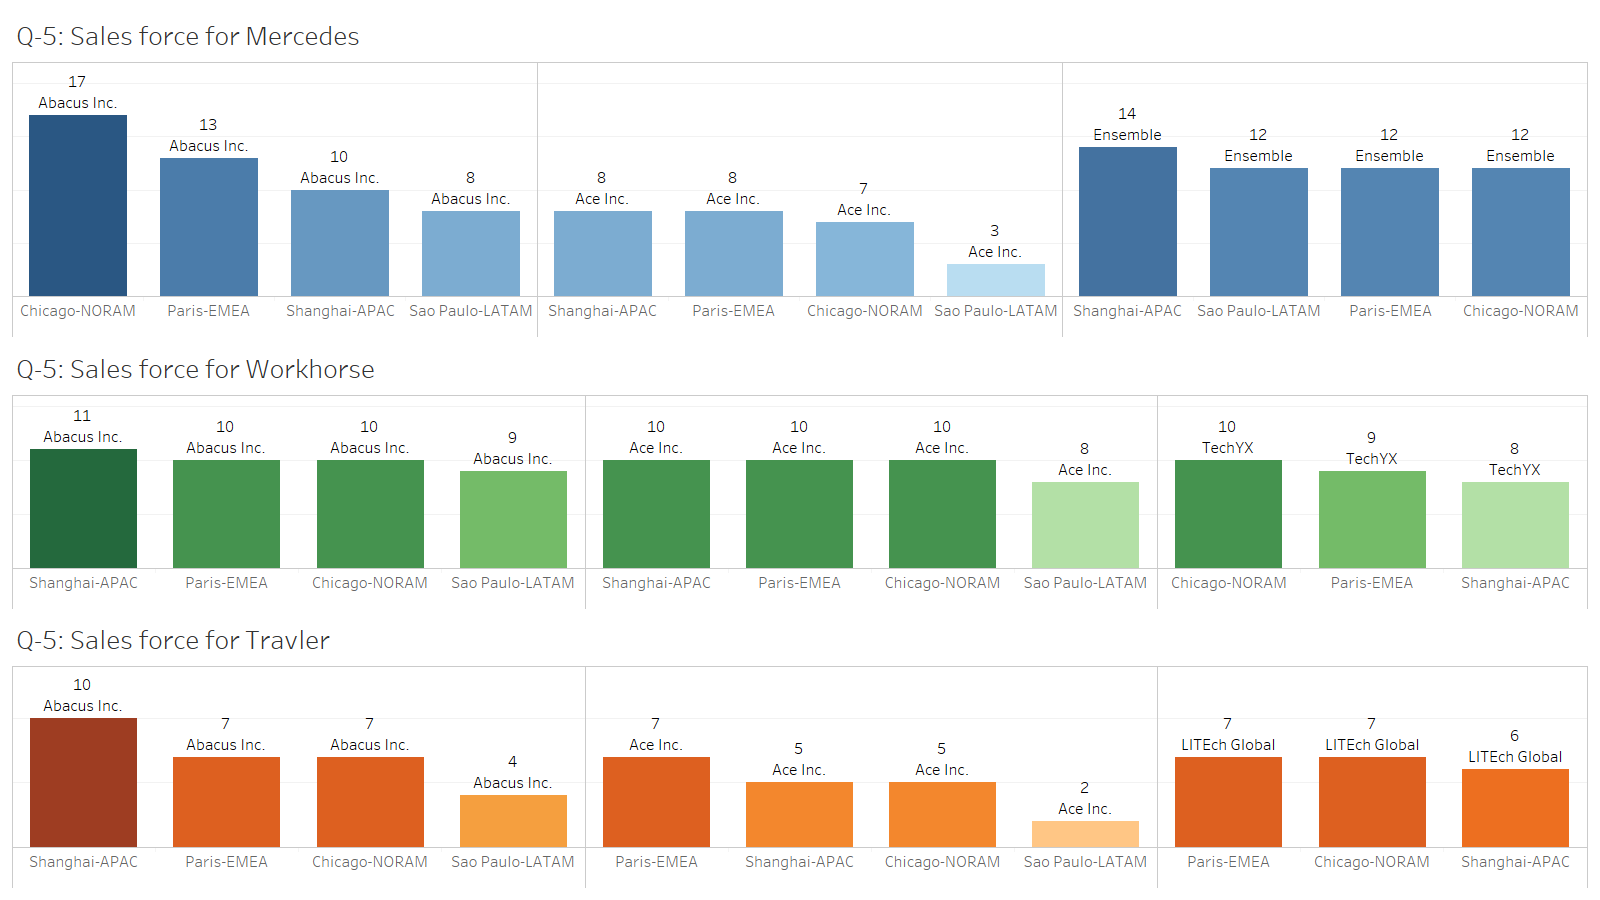 Q-5: Sales force for Mercedes
17
Abacus Inc.
13
Abacus Inc.
10
Abacus Inc.
8
Abacus Inc.
8
Ace Inc.
8
Ace Inc.
7
Ace Inc.
3
Ace Inc.
14
Ensemble
12
Ensemble
12
Ensemble
12
Ensemble
Chicago-NORAM
Paris-EMEA
Shanghai-APAC
Sao Paulo-LATAM
Shanghai-APAC
Paris-EMEA
Chicago-NORAM
Sao Paulo-LATAM
Shanghai-APAC
Sao Paulo-LATAM
Paris-EMEA
Chicago-NORAM
Q-5: Sales force for Workhorse
11
Abacus Inc.
10
Abacus Inc.
10
Abacus Inc.
9
Abacus Inc.
10
Ace Inc.
10
Ace Inc.
10
Ace Inc.
8
Ace Inc.
10
TechYX
9
TechYX
8
TechYX
Shanghai-APAC
Paris-EMEA
Chicago-NORAM
Sao Paulo-LATAM
Shanghai-APAC
Paris-EMEA
Chicago-NORAM
Sao Paulo-LATAM
Chicago-NORAM
Paris-EMEA
Shanghai-APAC
Q-5: Sales force for Travler
10
Abacus Inc.
7
Abacus Inc.
7
Abacus Inc.
4
Abacus Inc.
7
Ace Inc.
5
Ace Inc.
5
Ace Inc.
2
Ace Inc.
7
LITEch Global
7
LITEch Global
6
LITEch Global
Shanghai-APAC
Paris-EMEA
Chicago-NORAM
Sao Paulo-LATAM
Paris-EMEA
Shanghai-APAC
Chicago-NORAM
Sao Paulo-LATAM
Paris-EMEA
Chicago-NORAM
Shanghai-APAC